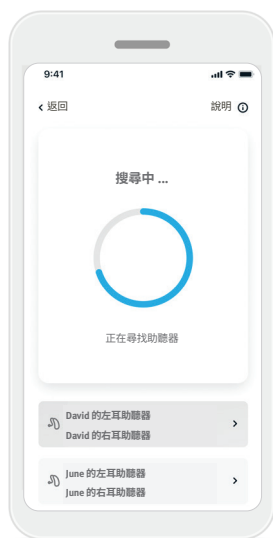 9:41
返回
說明
搜尋中 ...
正在尋找助聽器
David 的左耳助聽器
David 的右耳助聽器
June 的左耳助聽器
June 的右耳助聽器